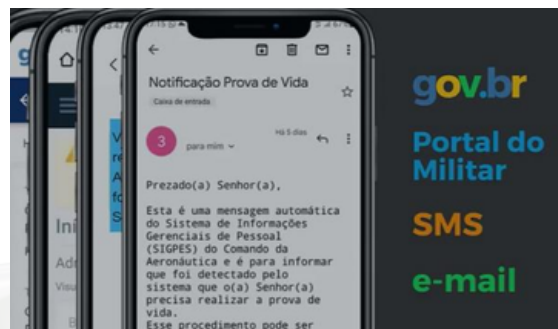 Notificação Prova de Vida
Caixa de entrada
3
para mim
Há 5 dias
Prezado(a) Senhor(a),
Esta é uma mensagem automática
do Sistema de Informações
Gerenciais de Pessoal
(SIGPES) do Comando da
Aeronáutica e é para informar
que foi detectado pelo
sistema que o(a) Senhor(a)
precisa realizar a prova de
vida.
Esse procedimento pode ser
gov.br
Portal do
Militar
SMS
e-mail